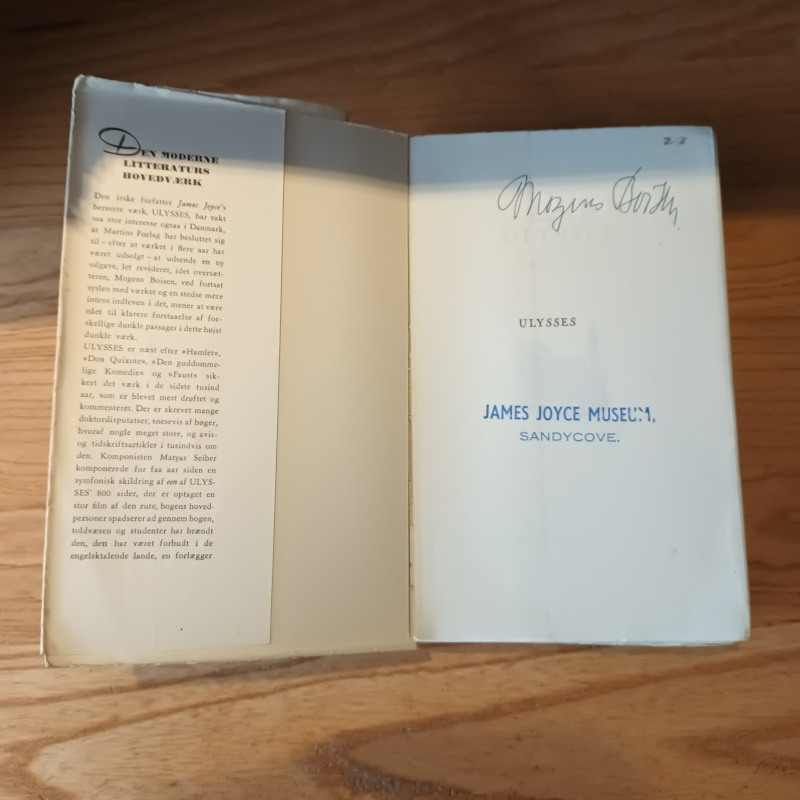 DEN MODERNE
LITTERATURS
HOVEDVÆRK
Den irske forfatter James Joyce's
berømte værk, ULYSSES, har vakt
saa stor interesse ogsaa i Danmark,
at Martins Forlag har besluttet sig
til – efter at værket i flere aar har
været udsolgt – at udsende en ny
udgave, let revideret, idet oversæt-
teren, Mogens Boisen, ved fortsat
syslen med værket og en stedse mere
intens indleven i det, mener at være
nået til klarere forstaaelse af for-
skellige dunkle passager i dette højst
dunkle værk.
ULYSSES er næst efter »Hamlet«,
»Don Quixote«, »Den guddomme-
lige Komedie« og »Faust« sik-
kert det værk i de sidste tusind
aar, som er blevet mest drøftet og
kommenteret. Der er skrevet mange
doktordisputatser, snesevis af bøger,
hvoraf nogle meget store, og avis-
og tidskriftsartikler i tusindvis om
den. Komponisten Matyas Seiber
komponerede for faa aar siden en
symfonisk skildring af een af ULYS-
SES' 800 sider, der er optaget en
stor film af den rute, bogens hoved-
personer spadserer ad gennem bogen,
toldvæsen og studenter har brændt
den, den har været forbudt i de
engelsktalende lande, en forlægger
Mogens
ULYSSES
JAMES JOYCE MUSEUM,
SANDYCOVE.